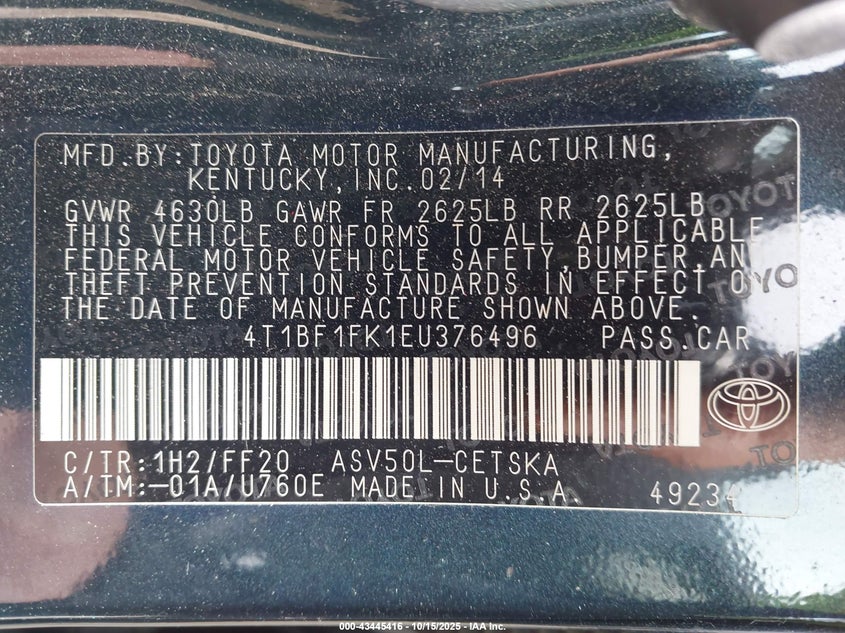 MFD.BY:TOYOTA MOTOR MANUFACTURING,
KENTUCKY,INC.02/14
GVWR 4630LB GAWR FR 2625LB RR 2625LB
THIS VEHICLE CONFORMS TO ALL APPLICABLE
FEDERAL MOTOR VEHICLE SAFETY,BUMPER,AN
THEFT PREVENTION STANDARDS IN EFFECT O
THE DATE OF MANUFACTURE SHOWN ABOVE.
4T1BF1FK1EU376496 PASS.CAR
C/TR:1H2/FF20 ASV50L-CETSKA
A/TM:-01A/U760E MADE IN U.S.A. 49234
000-43445416 - 10/15/2025 - IAA Inc.